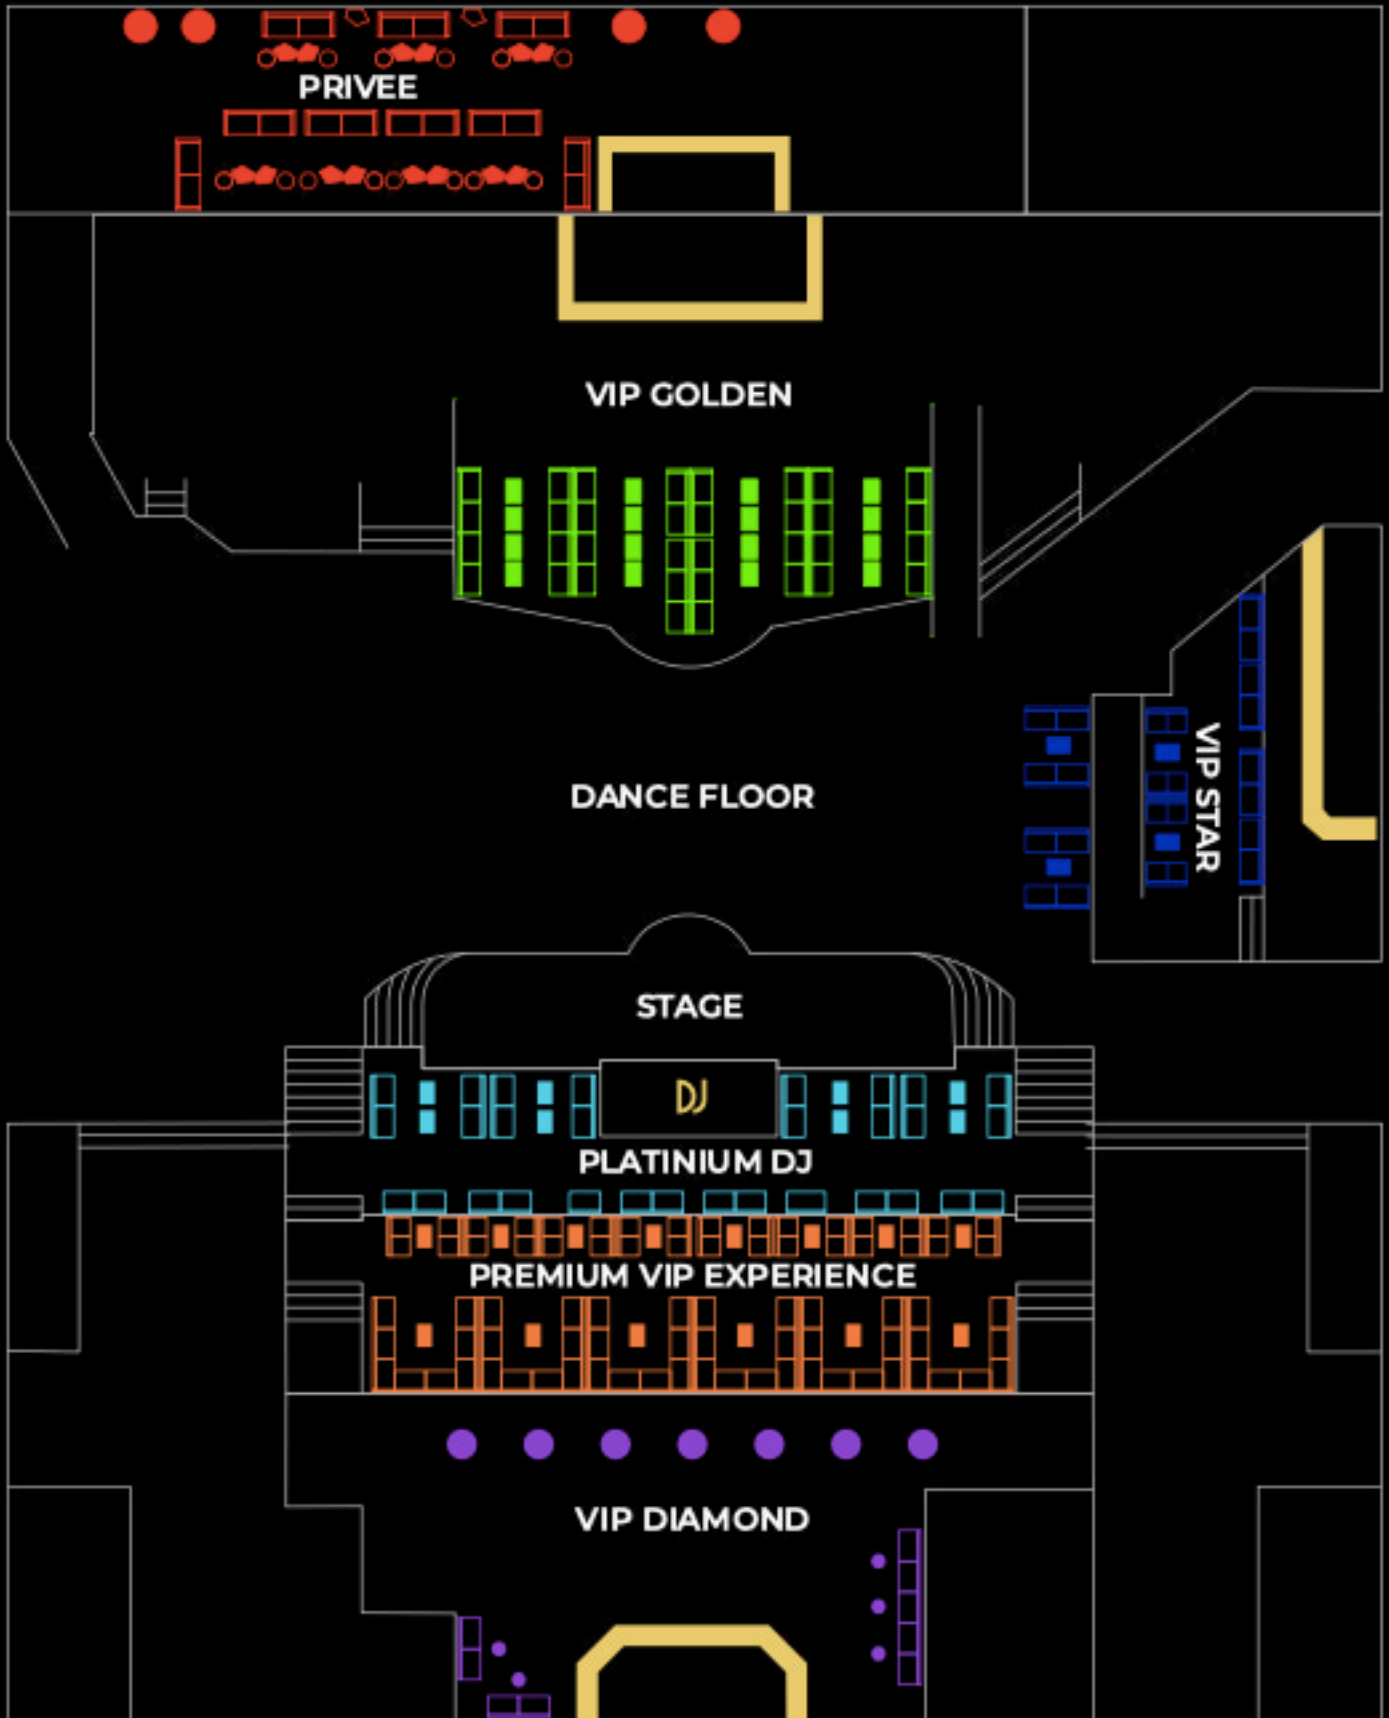 PRIVEE
VIP GOLDEN
DANCE FLOOR
VIP STAR
STAGE
DJ
PLATINIUM DJ
PREMIUM VIP EXPERIENCE
VIP DIAMOND